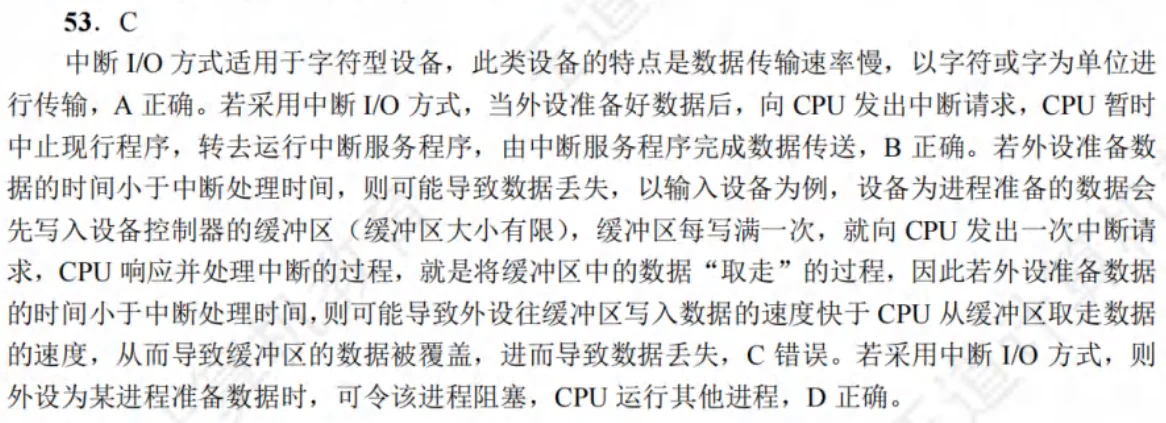 53．C
中断 I/O 方式适用于字符型设备，此类设备的特点是数据传输速率慢，以字符或字为单位进
行传输，A 正确。若采用中断 I/O 方式，当外设准备好数据后，向 CPU 发出中断请求，CPU 暂时
中止现行程序，转去运行中断服务程序，由中断服务程序完成数据传送，B 正确。若外设准备数
据的时间小于中断处理时间，则可能导致数据丢失，以输入设备为例，设备为进程准备的数据会
先写入设备控制器的缓冲区（缓冲区大小有限），缓冲区每写满一次，就向 CPU 发出一次中断请
求，CPU 响应并处理中断的过程，就是将缓冲区中的数据“取走”的过程，因此若外设准备数据
的时间小于中断处理时间，则可能导致外设往缓冲区写入数据的速度快于 CPU 从缓冲区取走数据
的速度，从而导致缓冲区的数据被覆盖，进而导致数据丢失，C 错误。若采用中断 I/O 方式，则
外设为某进程准备数据时，可令该进程阻塞，CPU 运行其他进程，D 正确。